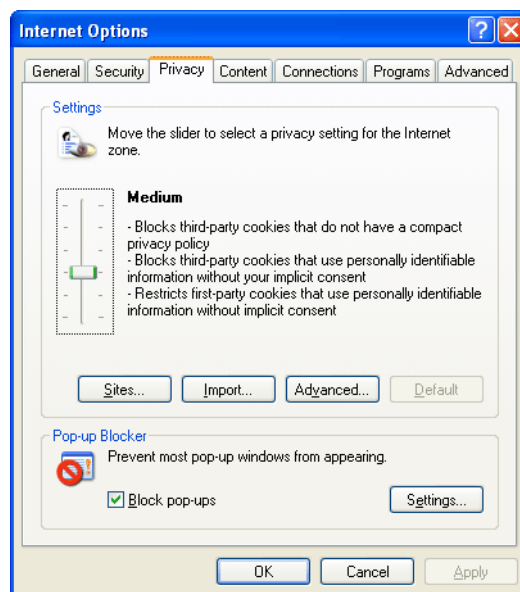 Internet Options
General Security Privacy Content Connections Programs Advanced
Settings
Move the slider to select a privacy setting for the Internet
zone.
Medium
- Blocks third-party cookies that do not have a compact
privacy policy
- Blocks third-party cookies that use personally identifiable
information without your implicit consent
- Restricts first-party cookies that use personally identifiable
information without implicit consent
Sites... Import... Advanced... Default
Pop-up Blocker
Prevent most pop-up windows from appearing.
Block pop-ups Settings...
OK Cancel Apply